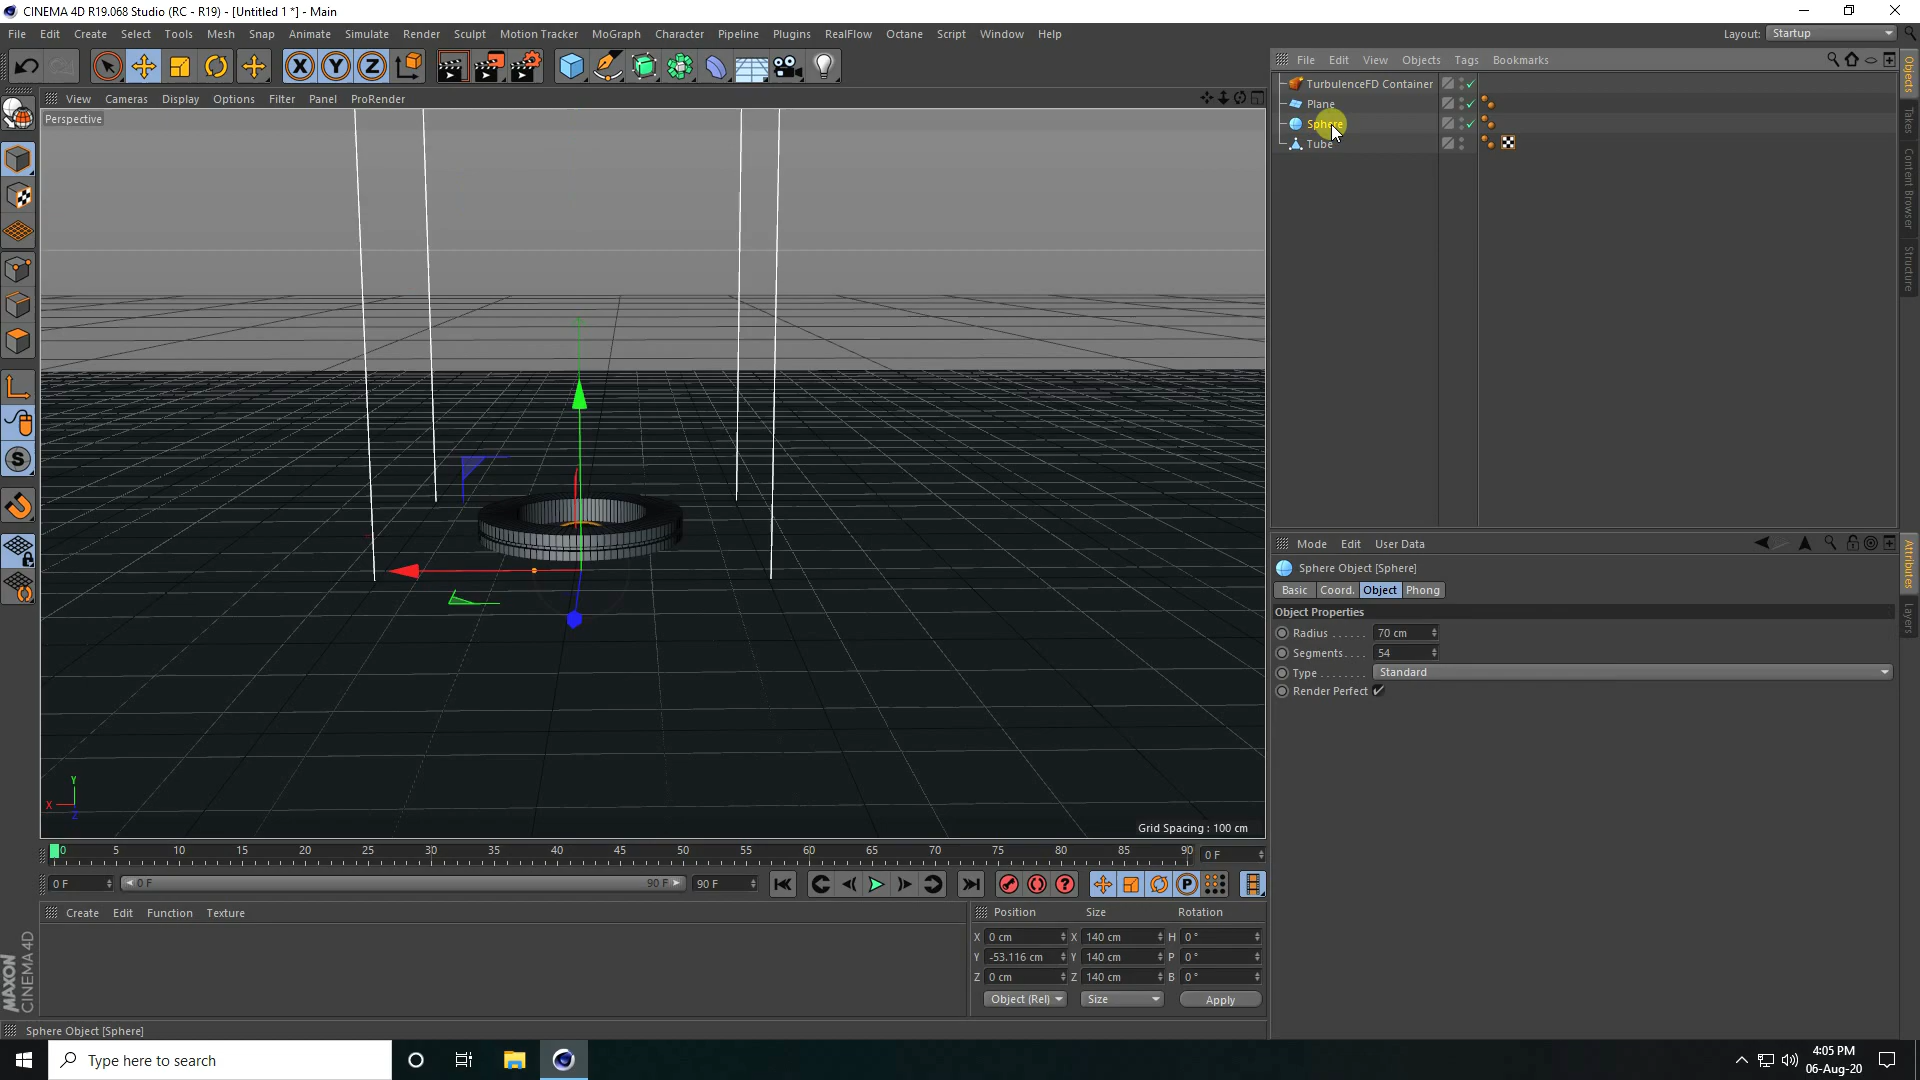 CINEMA 4D R19.068 Studio (RC - R19) - [Untitled 1 *] - Main
File Edit Create Select Tools Mesh Snap Animate Simulate Render Sculpt Motion Tracker MoGraph Character Pipeline Plugins RealFlow Octane Script Window Help
Layout: Startup
File Edit View Objects Tags Bookmarks
TurbulenceFD Container
Plane
Sphere
Tube
Objects
Takes
Content Browser
Structure
View Cameras Display Options Filter Panel ProRender
Perspective
Y
X
Z
Grid Spacing : 100 cm
Mode Edit User Data
Sphere Object [Sphere]
Basic Coord. Object Phong
Object Properties
Radius . . . . . . 70 cm
Segments. . . . 54
Type . . . . . . . . Standard
Render Perfect
Attributes
Layers
0 5 10 15 20 25 30 35 40 45 50 55 60 65 70 75 80 85 90
0 F
0 F 0 F 90 F 90 F
Create Edit Function Texture
Position Size Rotation
X 0 cm X 140 cm H 0 °
Y -53.116 cm Y 140 cm P 0 °
Z 0 cm Z 140 cm B 0 °
Object (Rel) Size Apply
MAXON
CINEMA 4D
Sphere Object [Sphere]
Type here to search
4:05 PM
06-Aug-20